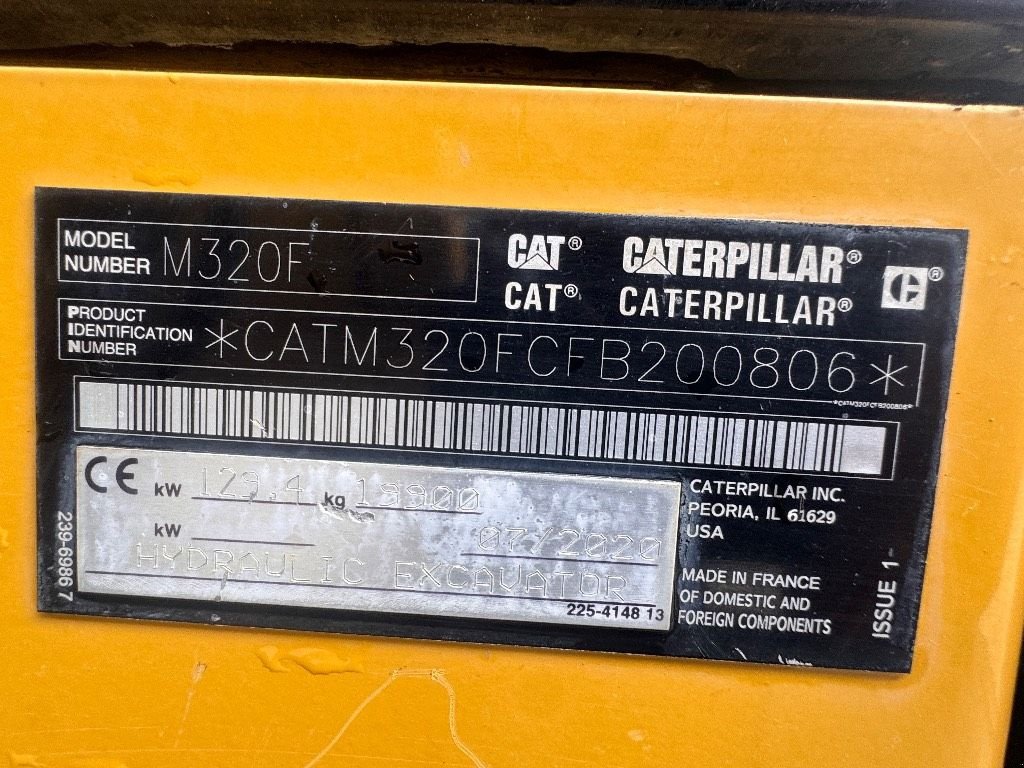 MODEL NUMBER M320F
CAT® CATERPILLAR®
CAT® CATERPILLAR®
PRODUCT IDENTIFICATION NUMBER *CATM320FCFB200806*
*CATM320FCFB200806*
CE kW 129.4 kg 19900
kW 07/2020
HYDRAULIC EXCAVATOR
225-4148 13
239-6986 7
CATERPILLAR INC.
PEORIA, IL 61629
USA
MADE IN FRANCE
OF DOMESTIC AND
FOREIGN COMPONENTS
ISSUE 1